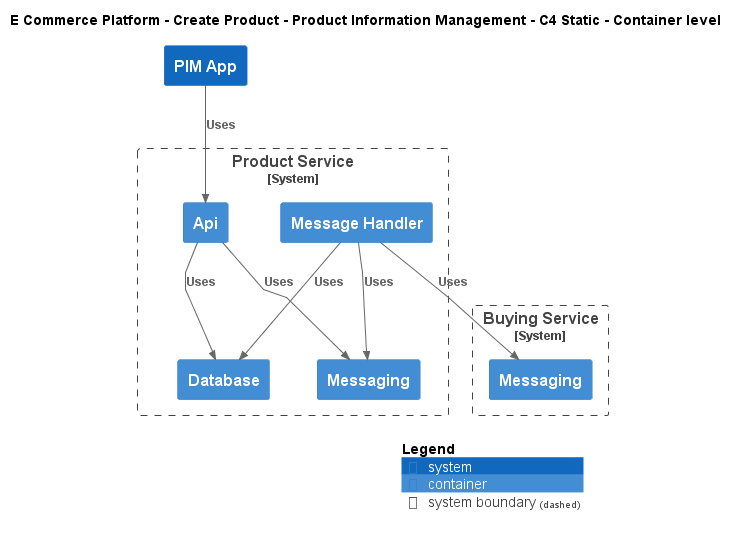 E Commerce Platform - Create Product - Product Information Management - C4 Static - Container level
PIM App
Uses
Product Service
[System]
Api
Message Handler
Uses
Uses
Uses
Uses
Uses
Buying Service
[System]
Database
Messaging
Messaging
Legend
system
container
system boundary (dashed)